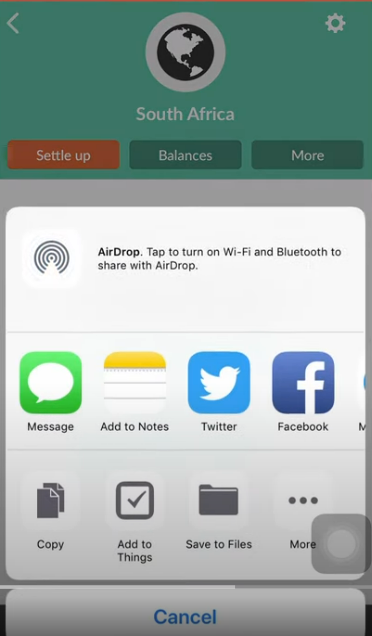 South Africa
Settle up
Balances
More
AirDrop. Tap to turn on Wi-Fi and Bluetooth to
share with AirDrop.
Message
Add to Notes
Twitter
Facebook
M
Copy
Add to
Things
Save to Files
More
Cancel